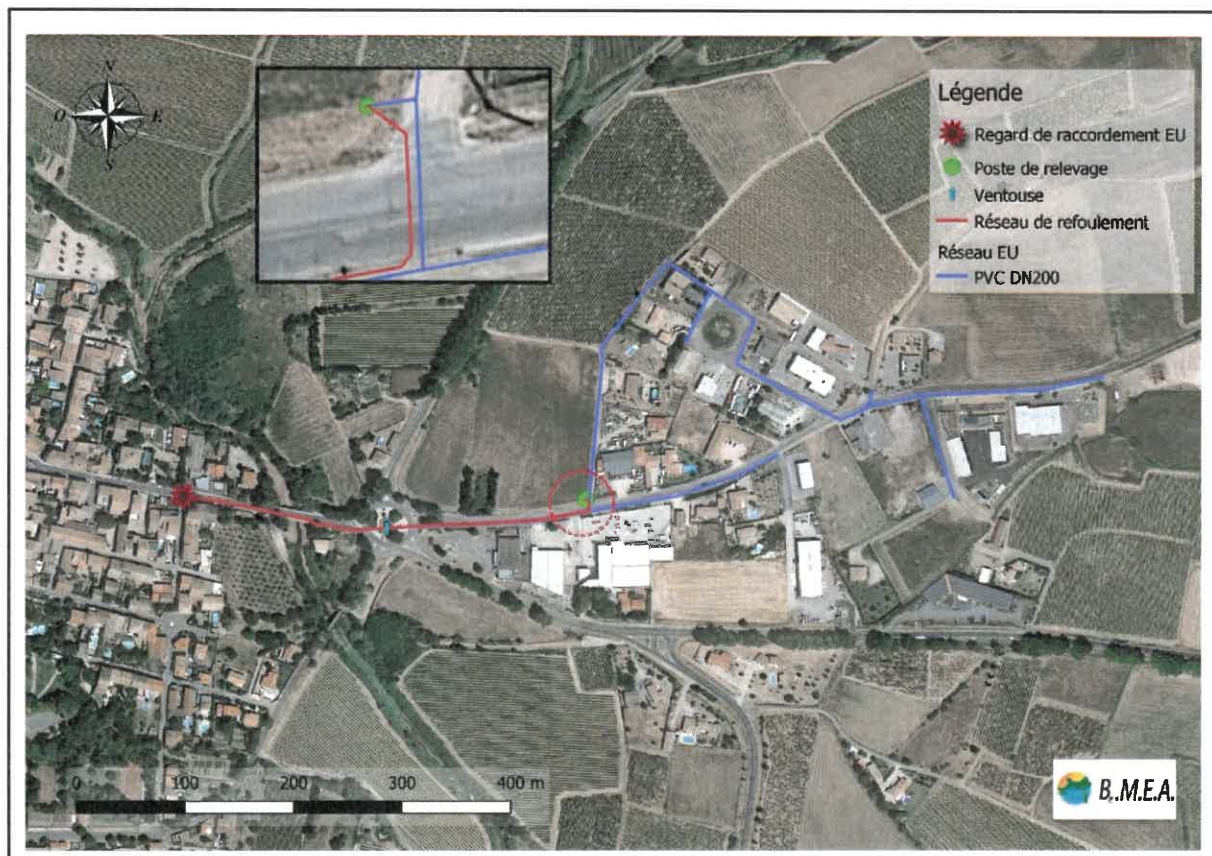 N
O
E
S
Légende
Regard de raccordement EU
Poste de relevage
Ventouse
Réseau de refoulement
Réseau EU
PVC DN200
0 100 200 300 400 m
B.M.E.A.